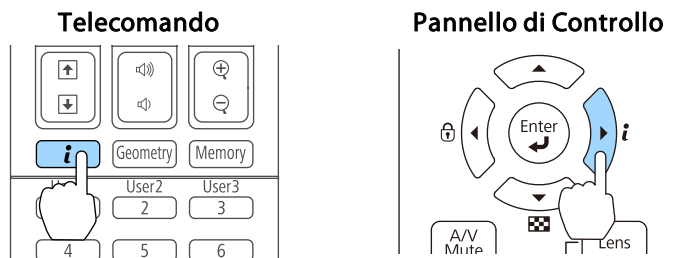 Telecomando
Pannello di Controllo
i
Geometry
Memory
User2
User3
2
3
4
5
6
Enter
i
A/V
Mute
Lens